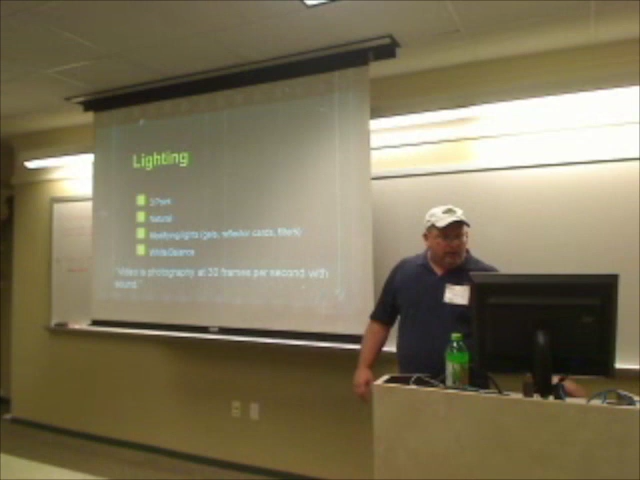 Lighting
3 Point
Natural
Modifying lights (gels, reflector cards, filters)
White Balance
"Video is photography at 30 frames per second with
sound."